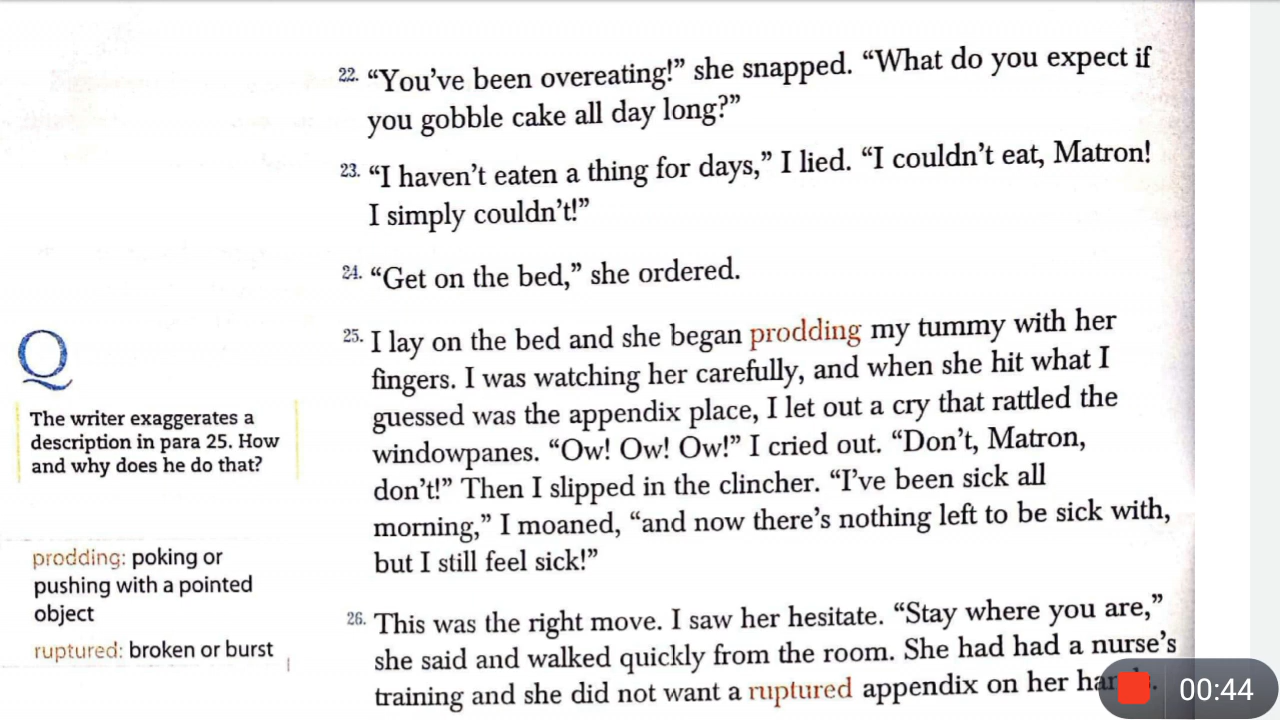 22. “You’ve been overeating!” she snapped. “What do you expect if
you gobble cake all day long?”
23. “I haven’t eaten a thing for days,” I lied. “I couldn’t eat, Matron!
I simply couldn’t!”
24. “Get on the bed,” she ordered.
25. I lay on the bed and she began prodding my tummy with her
fingers. I was watching her carefully, and when she hit what I
guessed was the appendix place, I let out a cry that rattled the
windowpanes. “Ow! Ow! Ow!” I cried out. “Don’t, Matron,
don’t!” Then I slipped in the clincher. “I’ve been sick all
morning,” I moaned, “and now there’s nothing left to be sick with,
but I still feel sick!”
26. This was the right move. I saw her hesitate. “Stay where you are,”
she said and walked quickly from the room. She had had a nurse’s
training and she did not want a ruptured appendix on her
Q
The writer exaggerates a
description in para 25. How
and why does he do that?
prodding: poking or
pushing with a pointed
object
ruptured: broken or burst
00:44